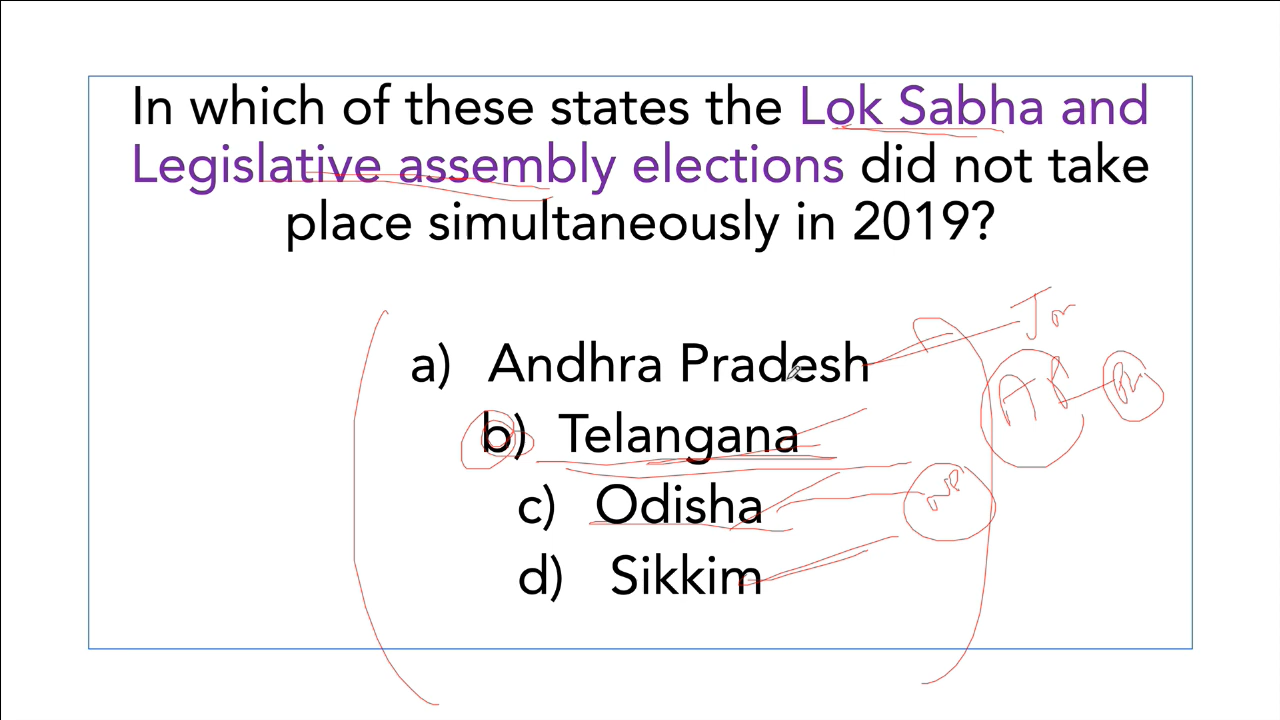 In which of these states the Lok Sabha and
Legislative assembly elections did not take
place simultaneously in 2019?
a) Andhra Pradesh
b) Telangana
c) Odisha
d) Sikkim